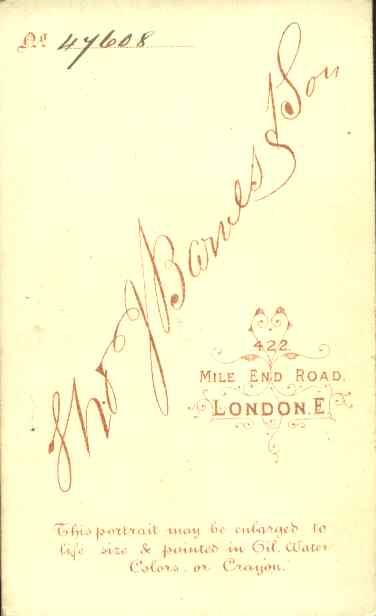 No 47608
Thos J Barnes & Son
422.
MILE END ROAD.
LONDON.E
This portrait may be enlarged to
life size & painted in Oil, Water
Colors, or Crayon.